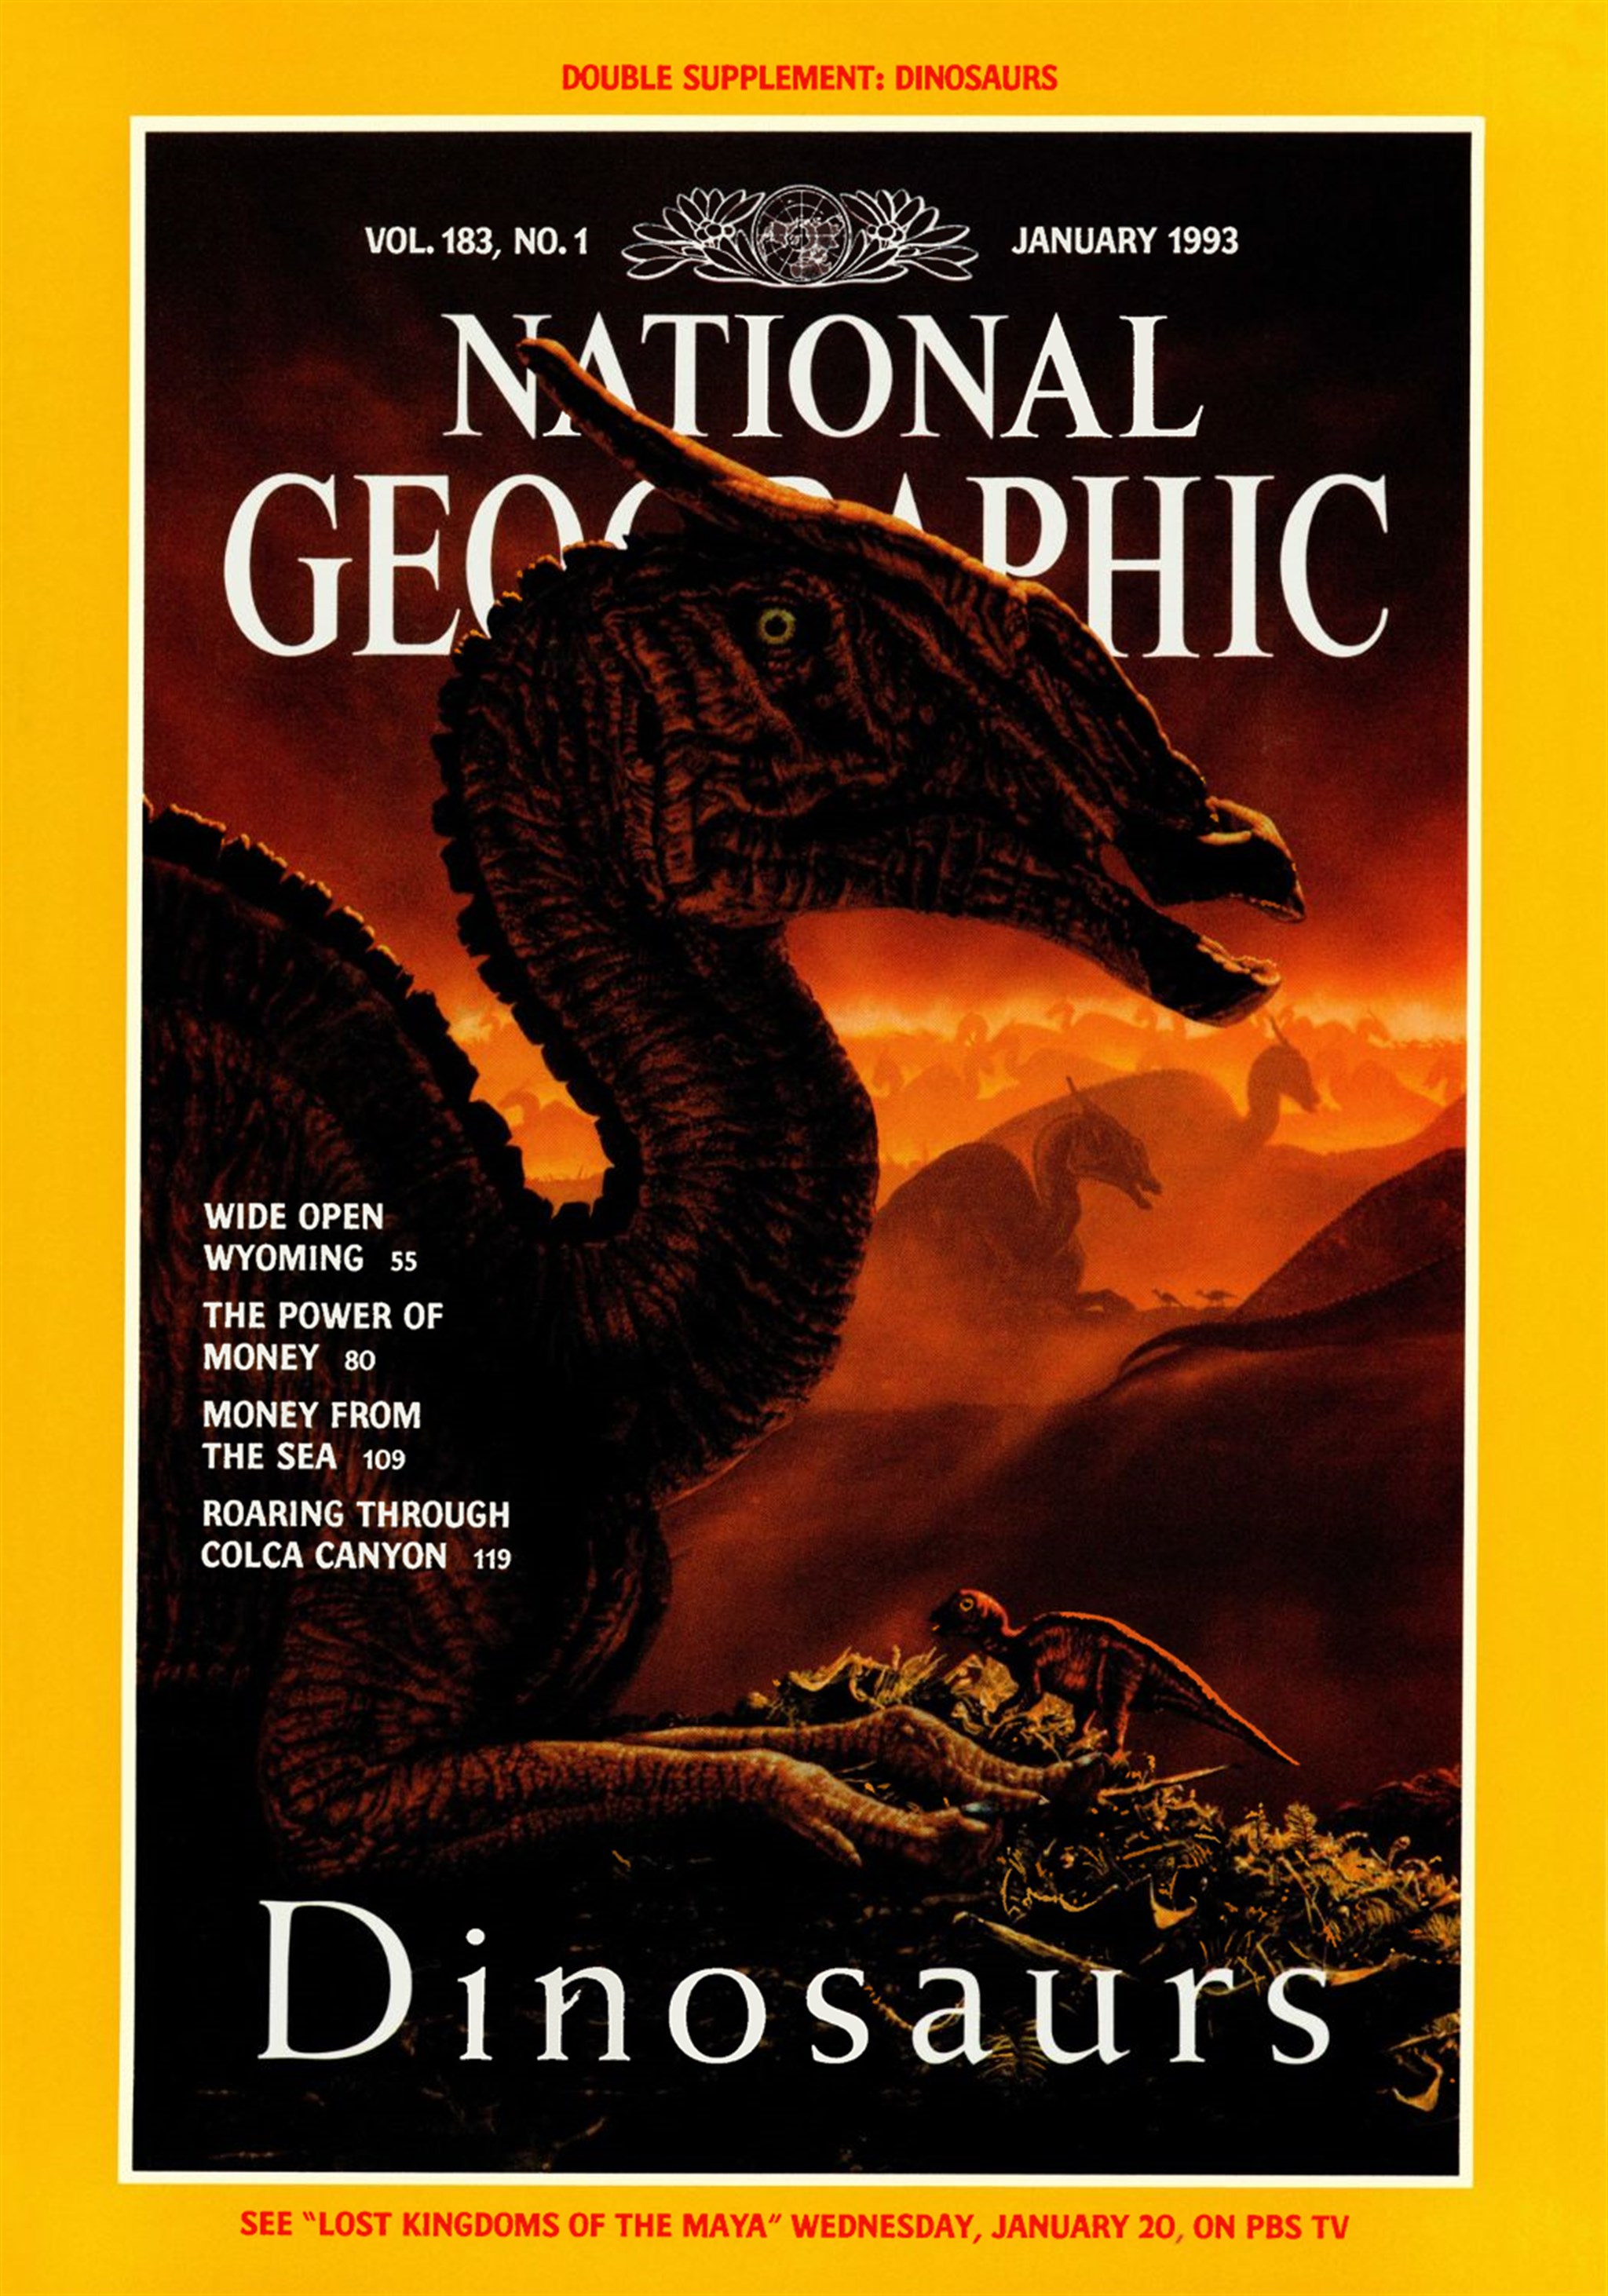 DOUBLE SUPPLEMENT: DINOSAURS
VOL. 183, NO. 1
JANUARY 1993
NATIONAL
GEOGRAPHIC
WIDE OPEN
WYOMING 55
THE POWER OF
MONEY 80
MONEY FROM
THE SEA 109
ROARING THROUGH
COLCA CANYON 119
Dinosaurs
SEE "LOST KINGDOMS OF THE MAYA" WEDNESDAY, JANUARY 20, ON PBS TV